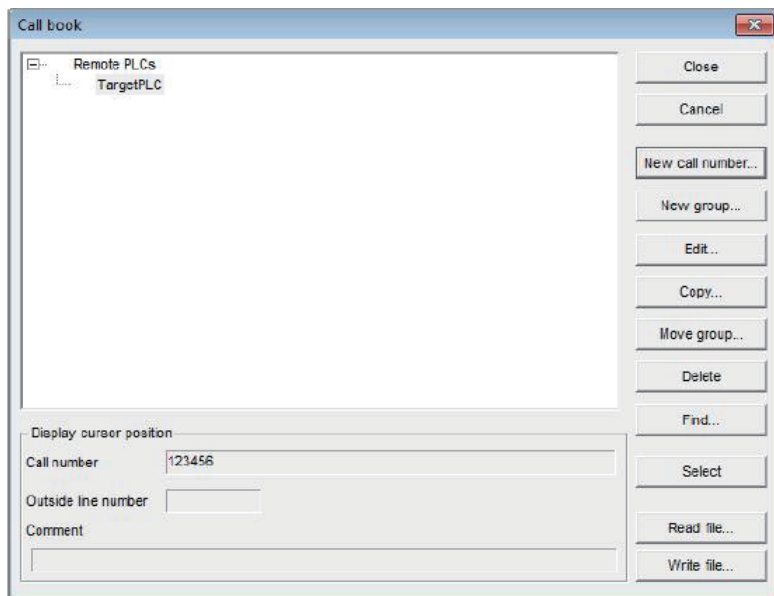 Call book
Remote PLCs
TargetPLC
Close
Cancel
New call number...
New group...
Edit...
Copy...
Move group...
Delete
Find...
Select
Read file...
Write file...
Display cursor position
Call number 123456
Outside line number
Comment